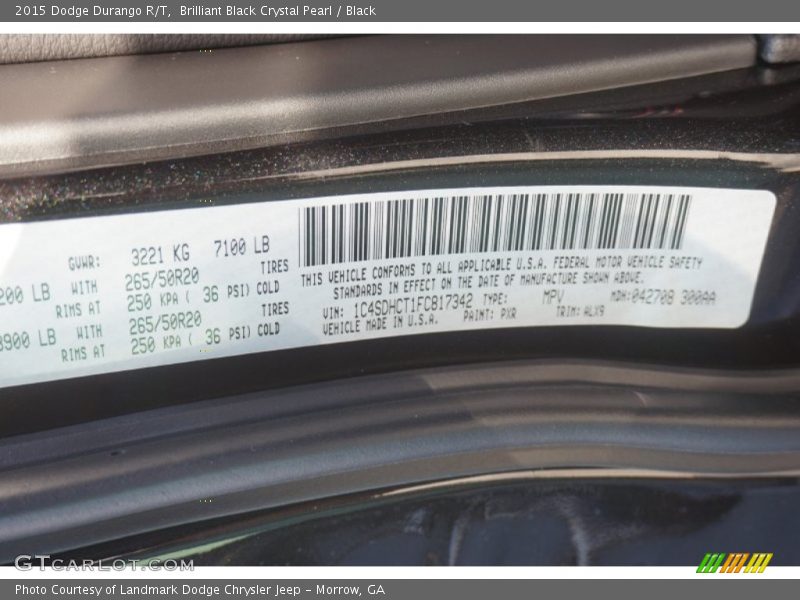 2015 Dodge Durango R/T, Brilliant Black Crystal Pearl / Black
GVWR: 3221 KG 7100 LB
200 LB WITH 265/50R20 TIRES
RIMS AT 250 KPA ( 36 PSI) COLD
3900 LB WITH 265/50R20 TIRES
RIMS AT 250 KPA ( 36 PSI) COLD
THIS VEHICLE CONFORMS TO ALL APPLICABLE U.S.A. FEDERAL MOTOR VEHICLE SAFETY
STANDARDS IN EFFECT ON THE DATE OF MANUFACTURE SHOWN ABOVE.
VIN: 1C4SDHCT1FC817342 TYPE: MPV MDH: 042708 300AA
VEHICLE MADE IN U.S.A. PAINT: PXR TRIM: ALX9
GTCARLOT.COM
Photo Courtesy of Landmark Dodge Chrysler Jeep – Morrow, GA